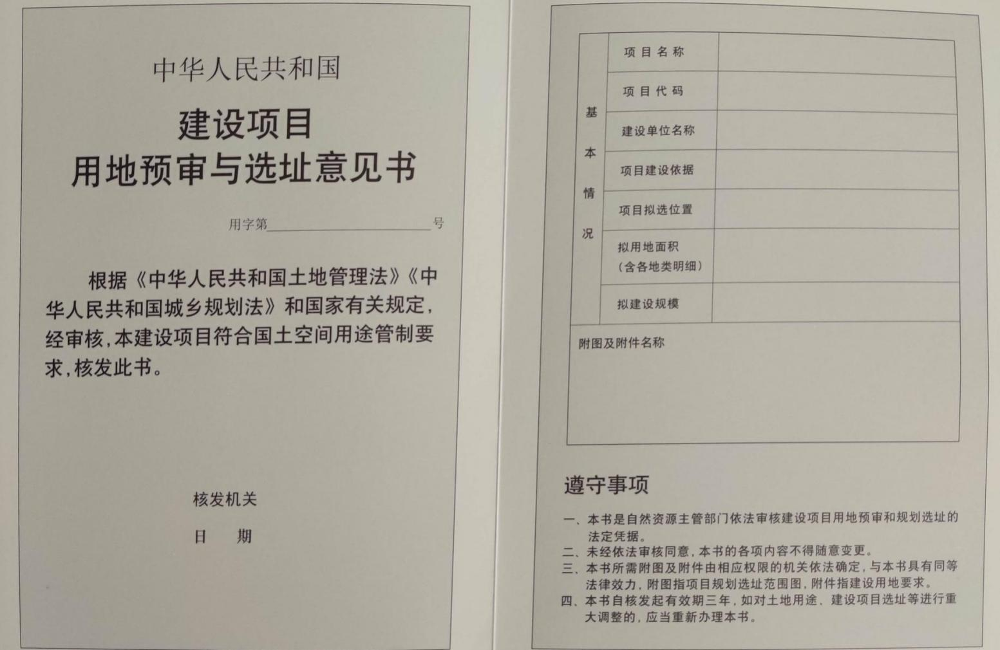 中华人民共和国
建设项目
用地预审与选址意见书
用字第 号
根据《中华人民共和国土地管理法》《中
华人民共和国城乡规划法》和国家有关规定，
经审核，本建设项目符合国土空间用途管制要
求，核发此书。
核发机关
日 期
基本情况
项目名称
项目代码
建设单位名称
项目建设依据
项目拟选位置
拟用地面积
（含各地类明细）
拟建设规模
附图及附件名称
遵守事项
一、本书是自然资源主管部门依法审核建设项目用地预审和规划选址的
法定凭据。
二、未经依法审核同意，本书的各项内容不得随意变更。
三、本书所需附图及附件由相应权限的机关依法确定，与本书具有同等
法律效力，附图指项目规划选址范围图，附件指建设用地要求。
四、本书自核发起有效期三年，如对土地用途、建设项目选址等进行重
大调整的，应当重新办理本书。